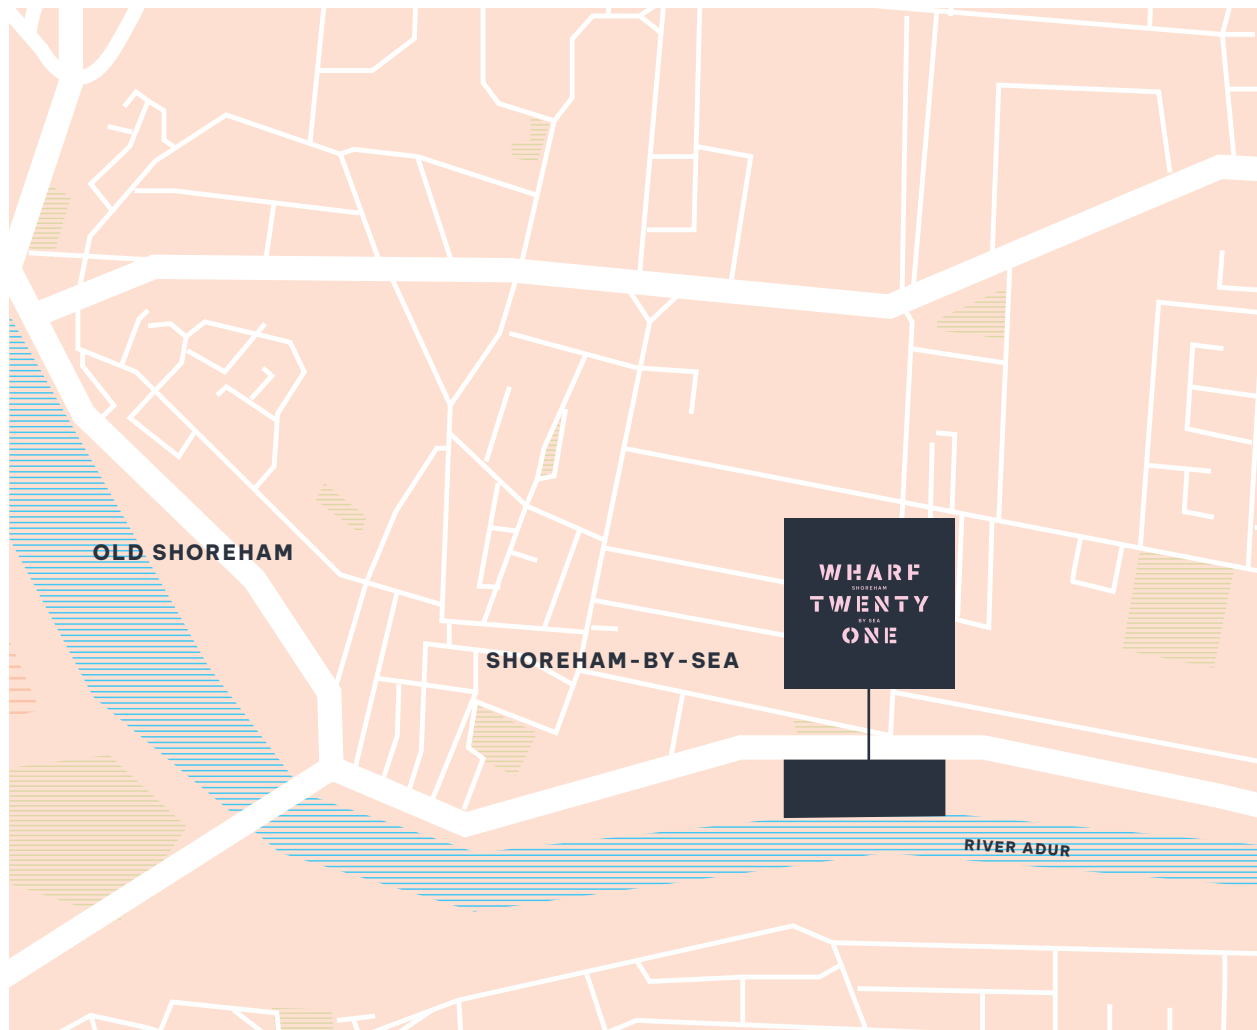 OLD SHOREHAM
WHARF
SHOREHAM
TWENTY
BY SEA
ONE
SHOREHAM-BY-SEA
RIVER ADUR